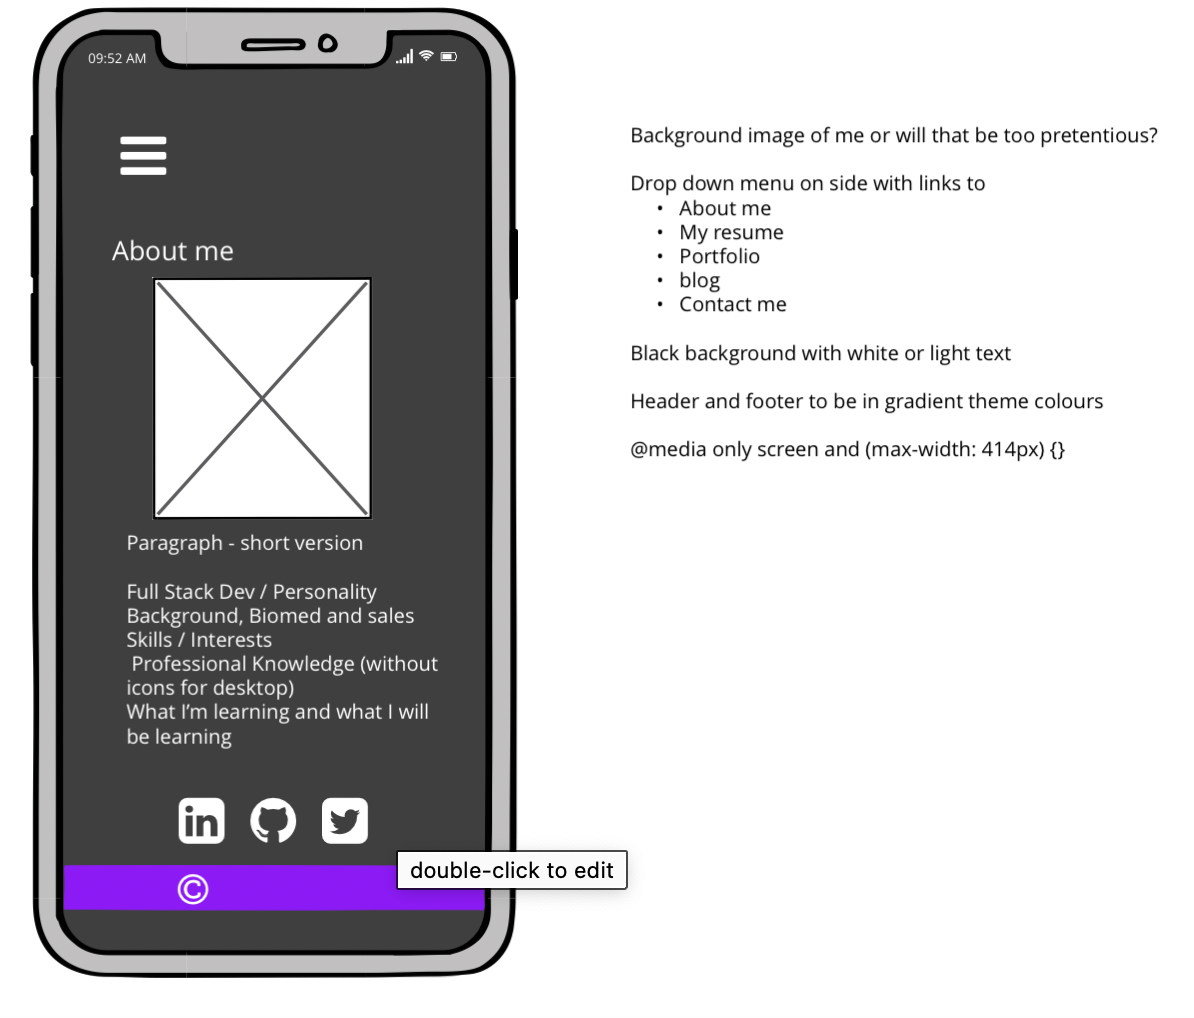 09:52 AM
About me
Paragraph - short version
Full Stack Dev / Personality
Background, Biomed and sales
Skills / Interests
Professional Knowledge (without
icons for desktop)
What I'm learning and what I will
be learning
in
double-click to edit
©
Background image of me or will that be too pretentious?
Drop down menu on side with links to
• About me
• My resume
• Portfolio
• blog
• Contact me
Black background with white or light text
Header and footer to be in gradient theme colours
@media only screen and (max-width: 414px) {}